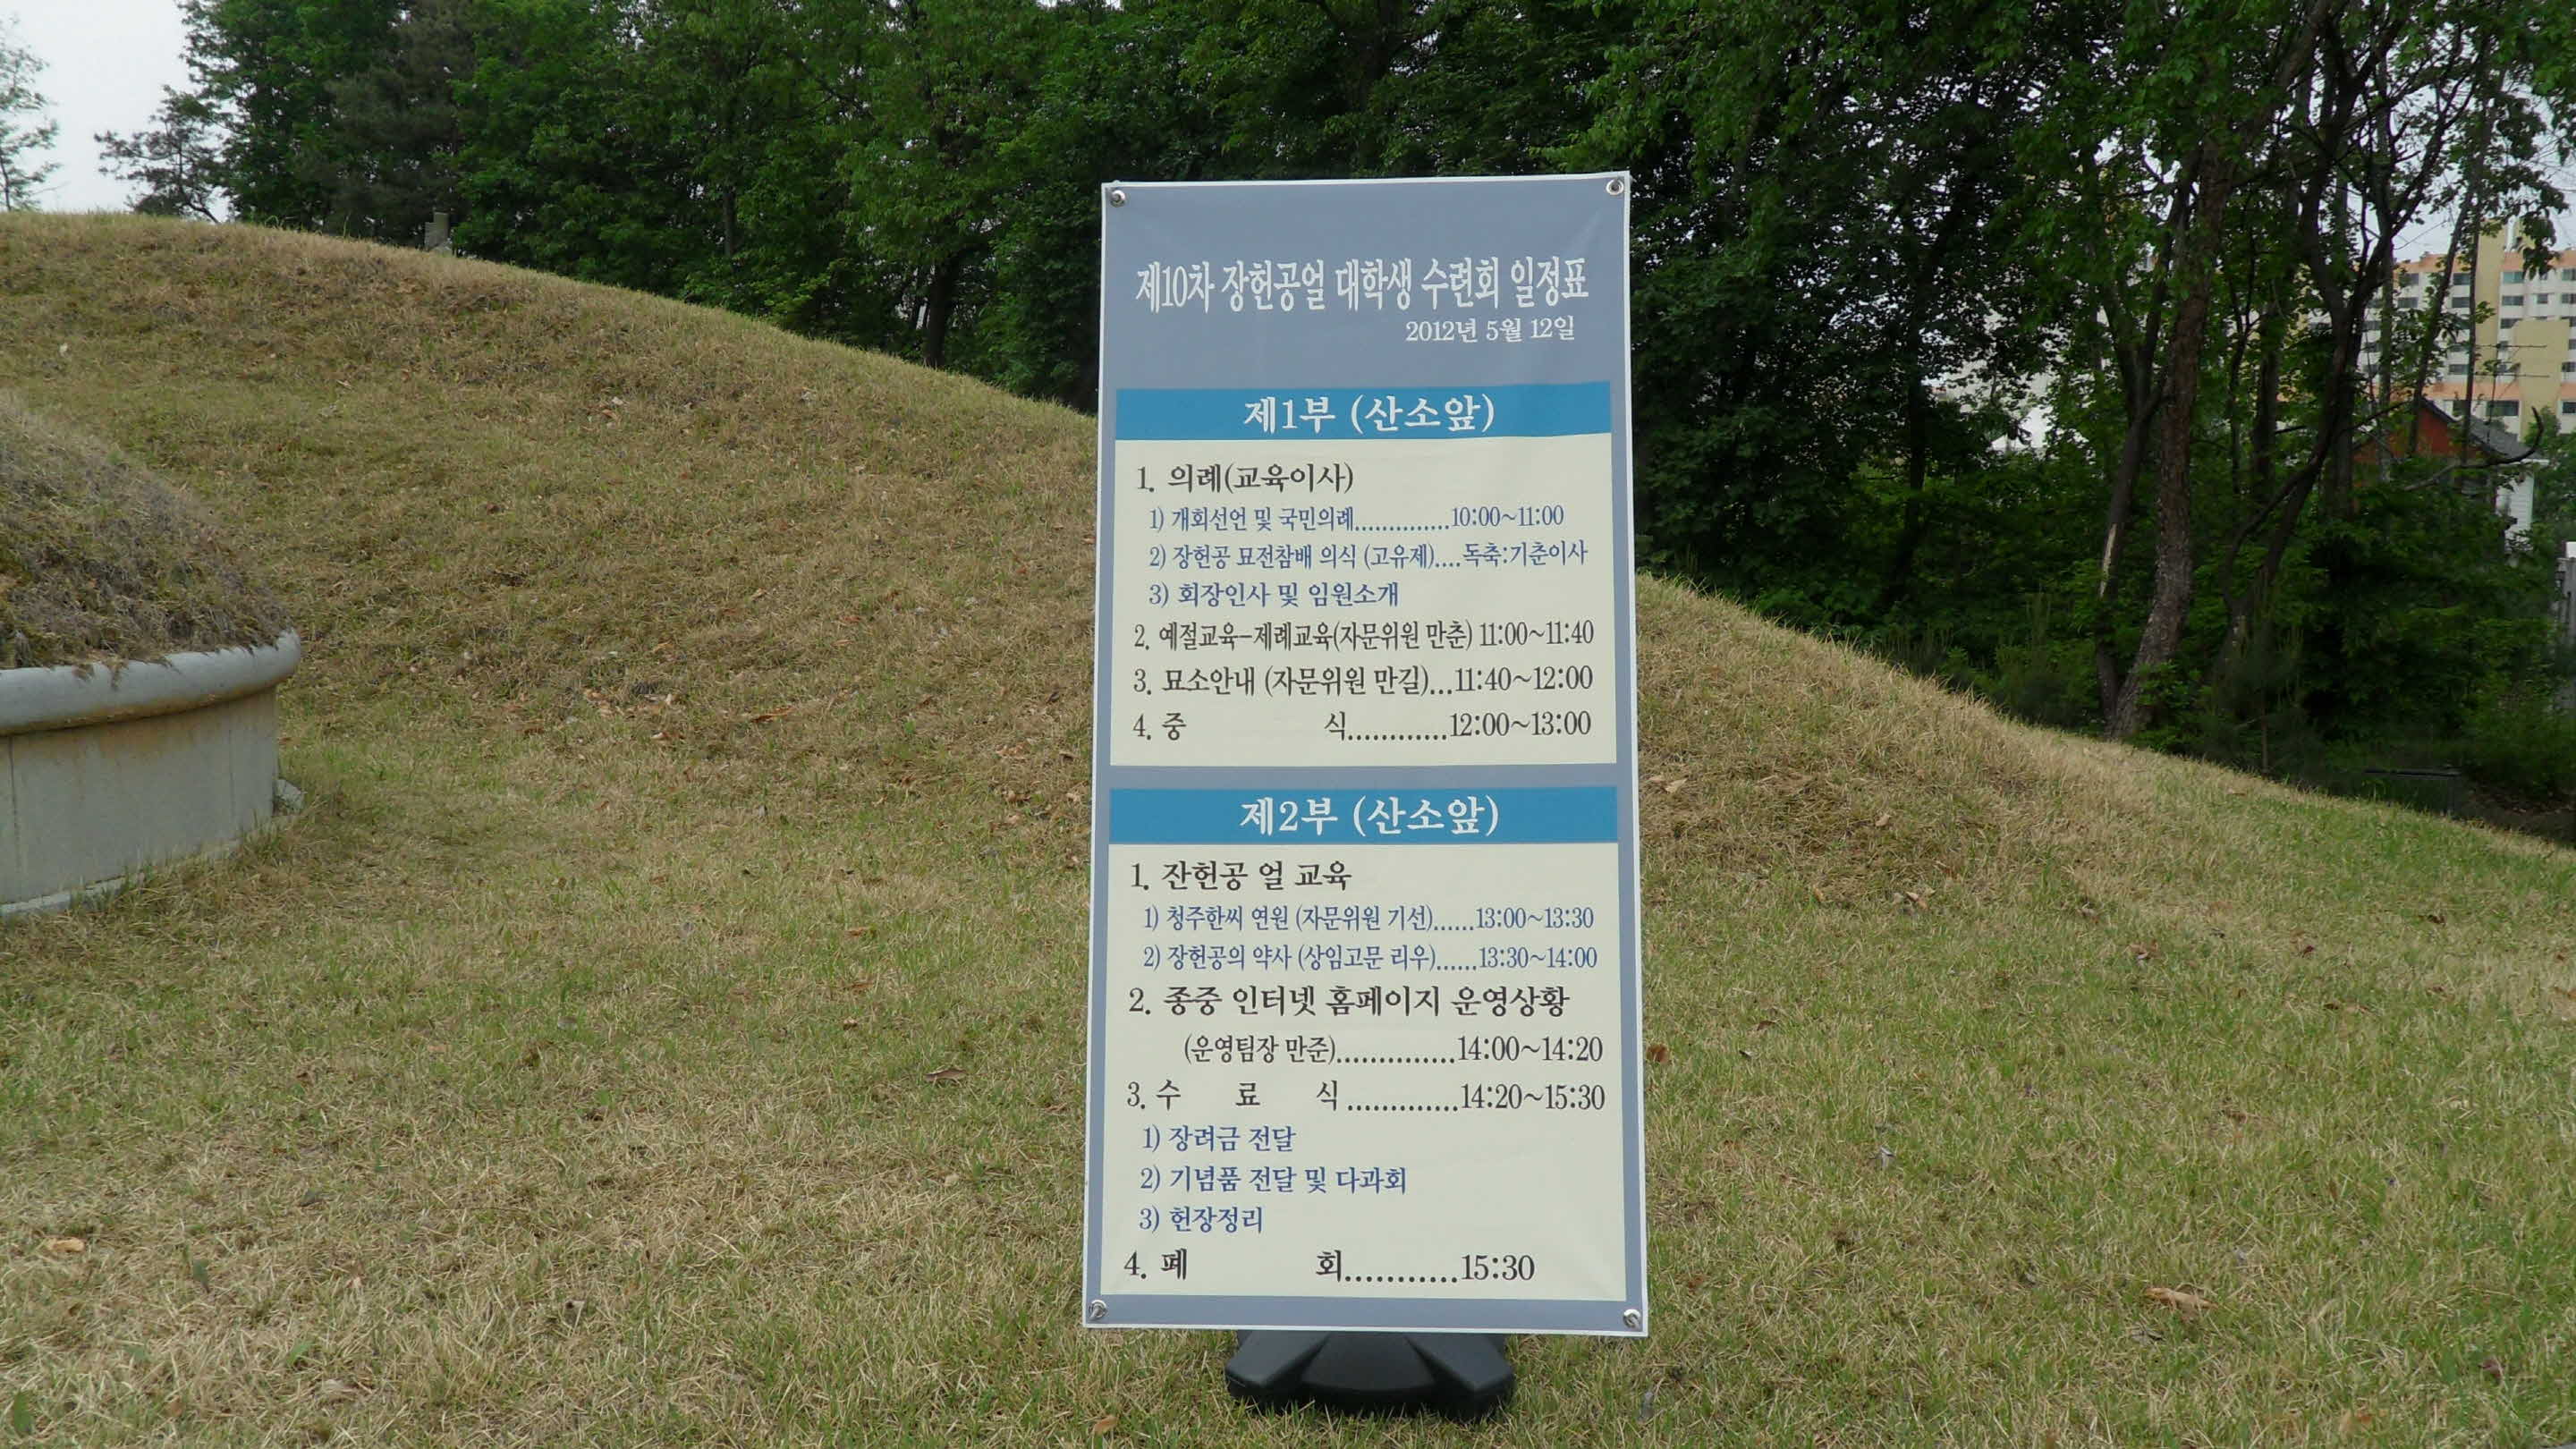 제10차 장헌공얼 대학생 수련회 일정표
2012년 5월 12일
제1부 (산소앞)
1. 의례(교육이사)
1) 개회선언 및 국민의례..............10:00~11:00
2) 장헌공 묘전참배 의식 (고유제)....독축:기춘이사
3) 회장인사 및 임원소개
2. 예절교육-제례교육(자문위원 만춘) 11:00~11:40
3. 묘소안내 (자문위원 만길)...11:40~12:00
4. 중 식............12:00~13:00
제2부 (산소앞)
1. 잔헌공 얼 교육
1) 청주한씨 연원 (자문위원 기선)......13:00~13:30
2) 장헌공의 약사 (상임고문 리우)......13:30~14:00
2. 종중 인터넷 홈페이지 운영상황
(운영팀장 만준)..............14:00~14:20
3. 수 료 식 .............14:20~15:30
1) 장려금 전달
2) 기념품 전달 및 다과회
3) 헌장정리
4. 폐 회...........15:30